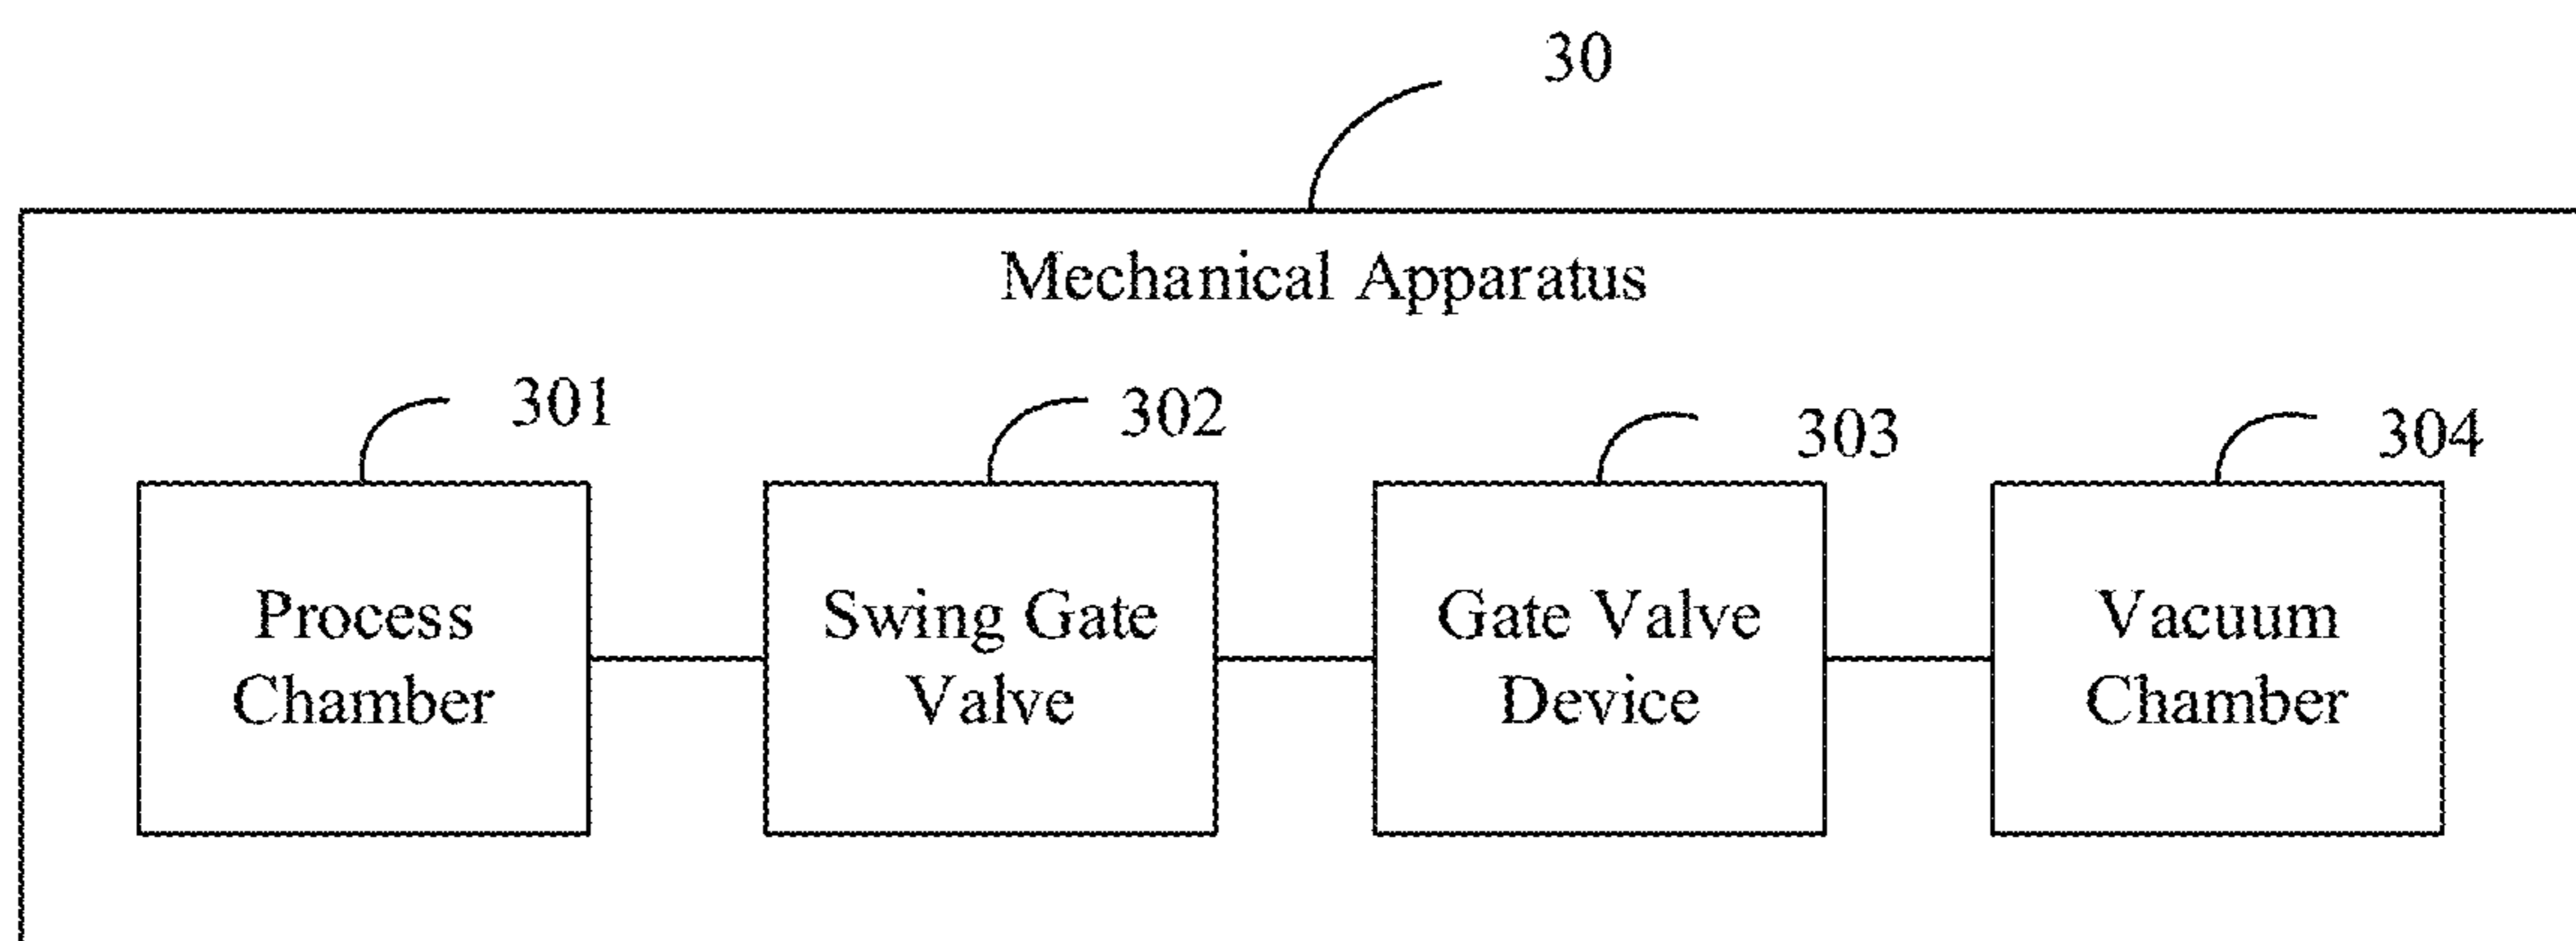 30
Mechanical Apparatus
301
302
303
304
Process
Chamber
Swing Gate
Valve
Gate Valve
Device
Vacuum
Chamber